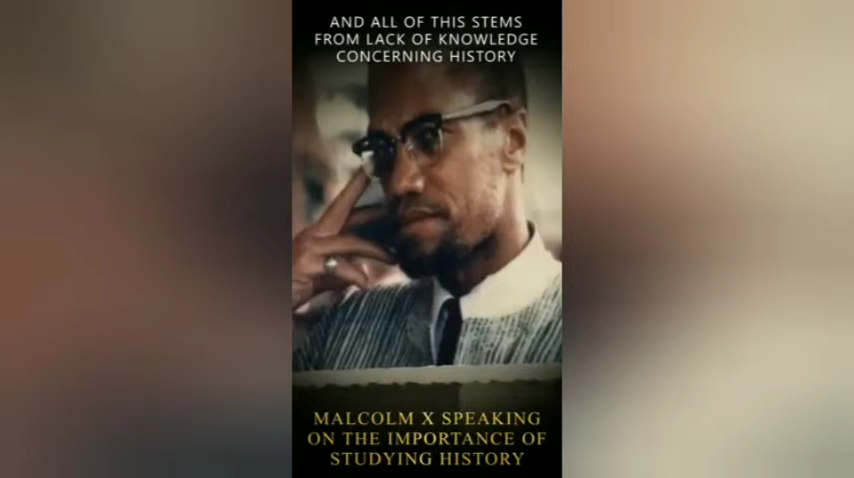 AND ALL OF THIS STEMS
FROM LACK OF KNOWLEDGE
CONCERNING HISTORY
MALCOLM X SPEAKING
ON THE IMPORTANCE OF
STUDYING HISTORY